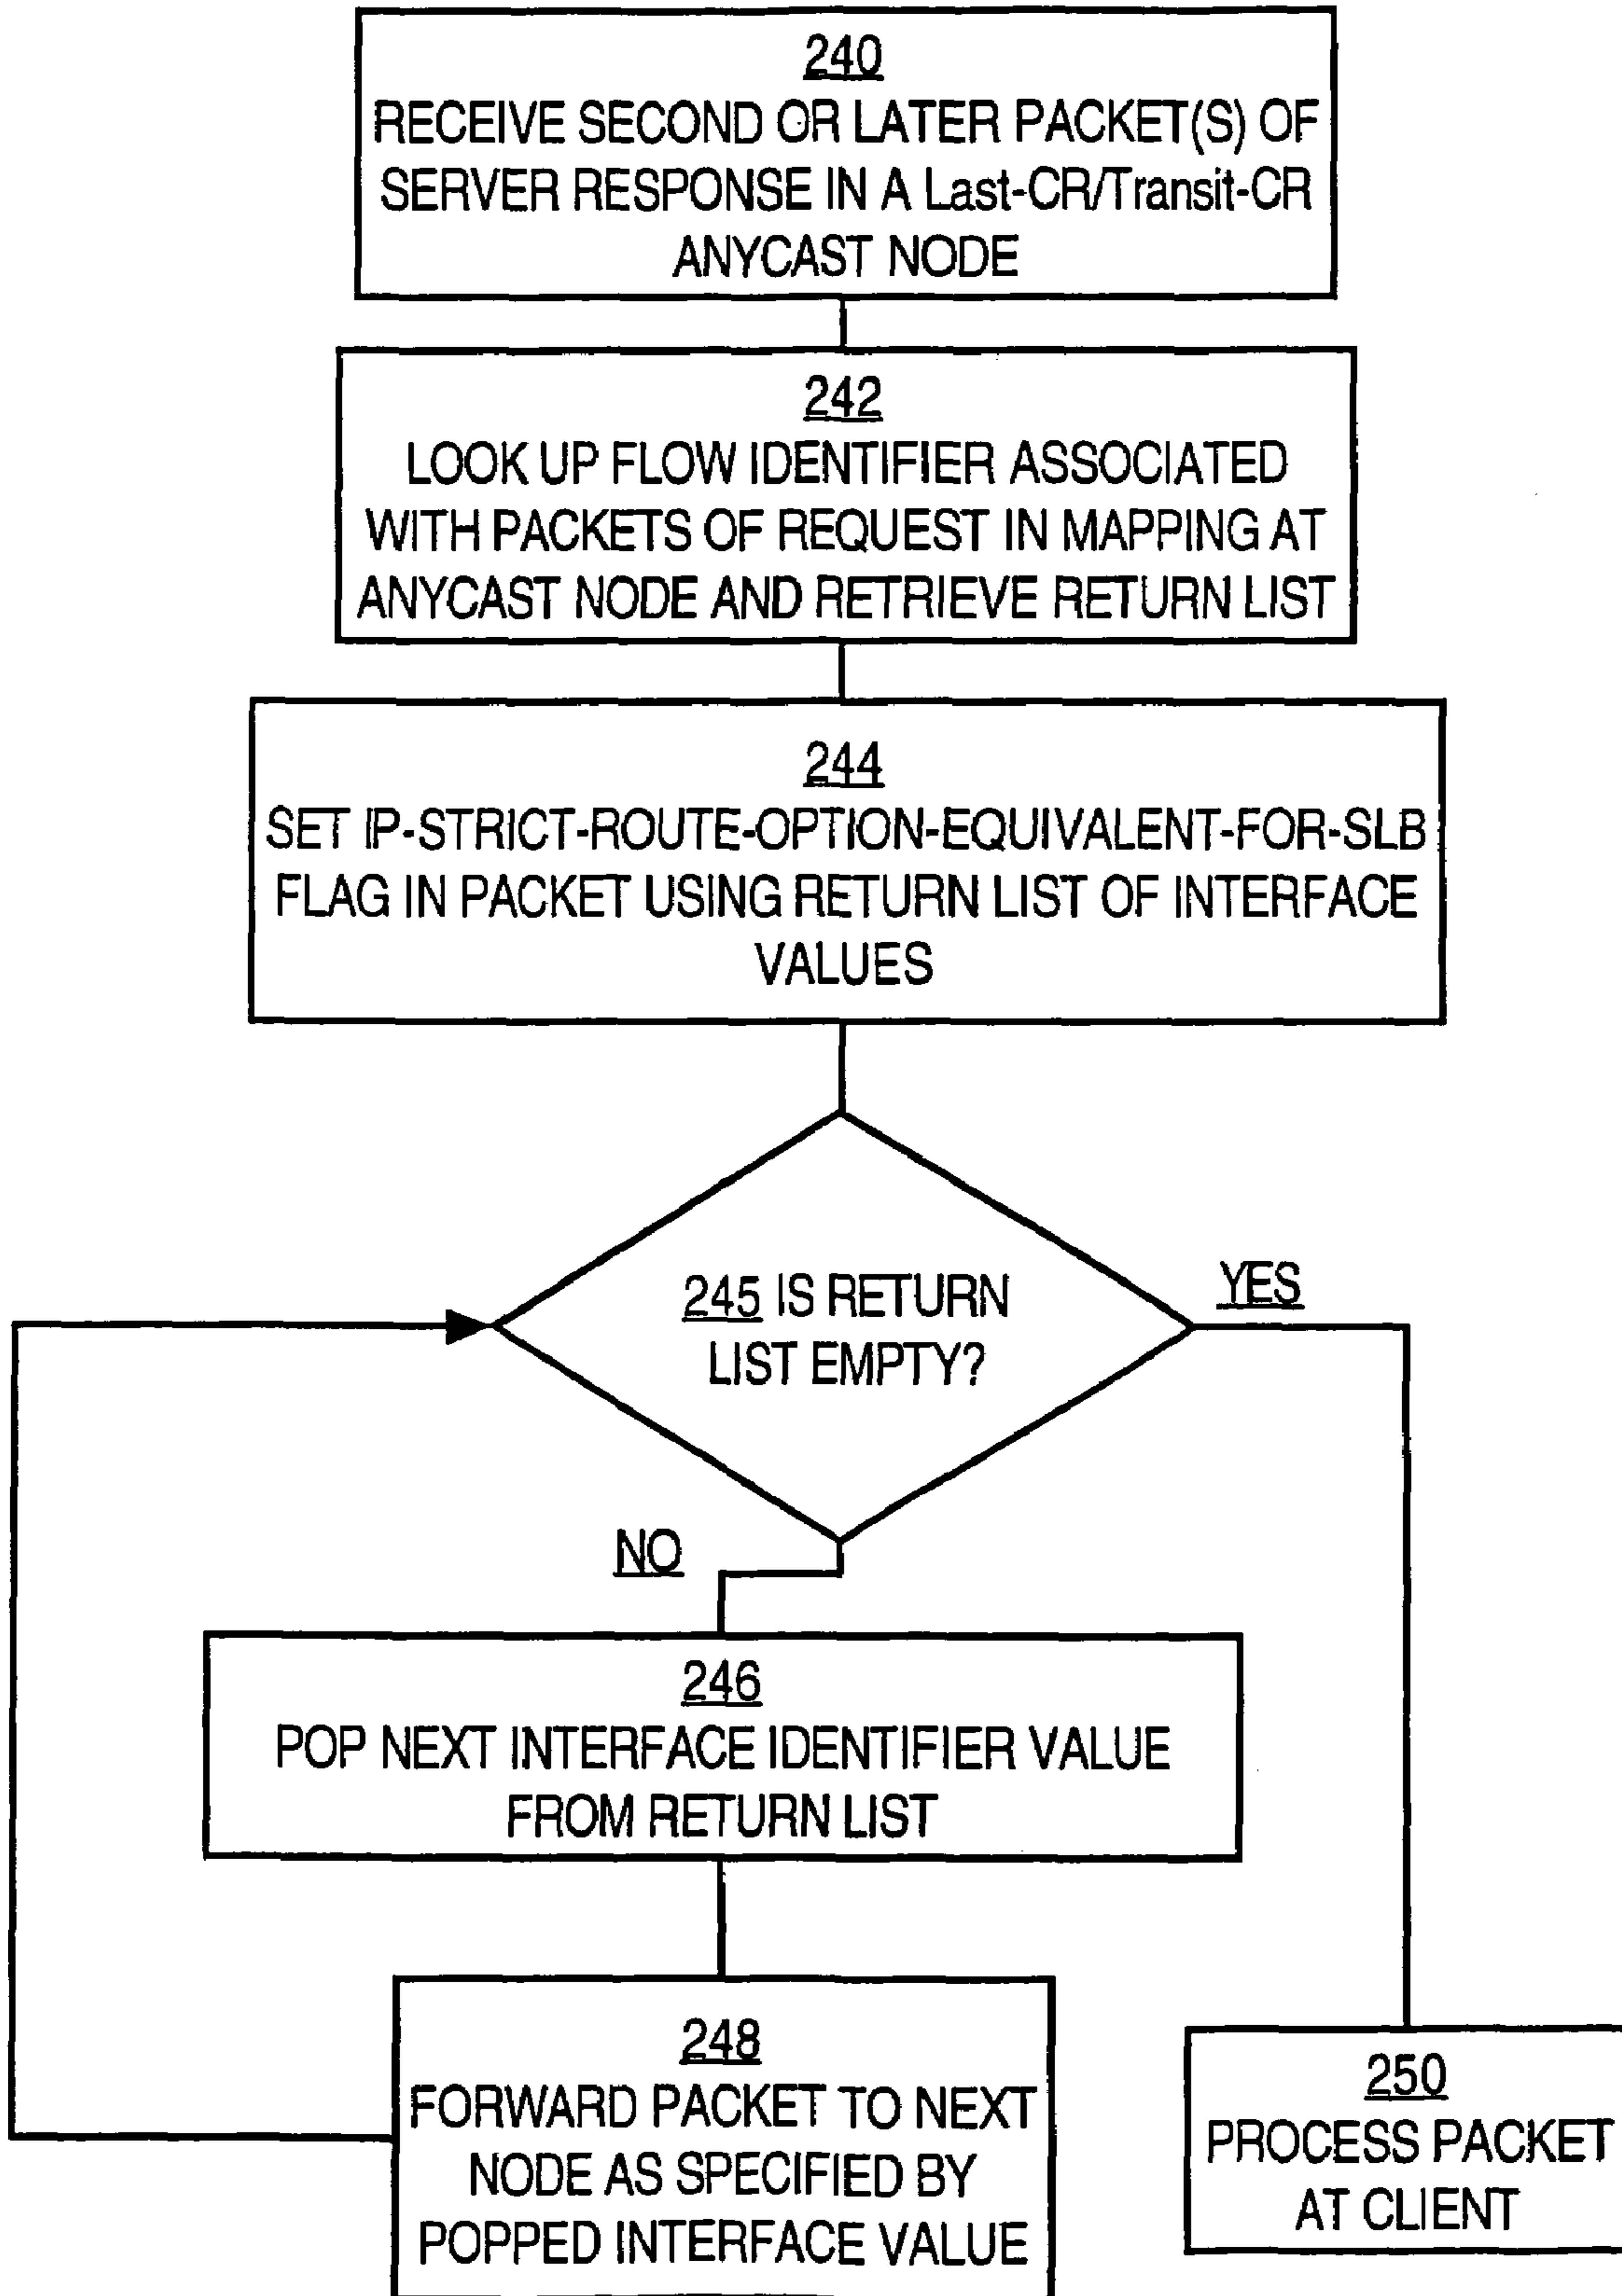 240
RECEIVE SECOND OR LATER PACKET(S) OF
SERVER RESPONSE IN A Last-CR/Transit-CR
ANYCAST NODE
242
LOOK UP FLOW IDENTIFIER ASSOCIATED
WITH PACKETS OF REQUEST IN MAPPING AT
ANYCAST NODE AND RETRIEVE RETURN LIST
244
SET IP-STRICT-ROUTE-OPTION-EQUIVALENT-FOR-SLB
FLAG IN PACKET USING RETURN LIST OF INTERFACE
VALUES
245 IS RETURN
LIST EMPTY?
YES
NO
246
POP NEXT INTERFACE IDENTIFIER VALUE
FROM RETURN LIST
248
FORWARD PACKET TO NEXT
NODE AS SPECIFIED BY
POPPED INTERFACE VALUE
250
PROCESS PACKET
AT CLIENT